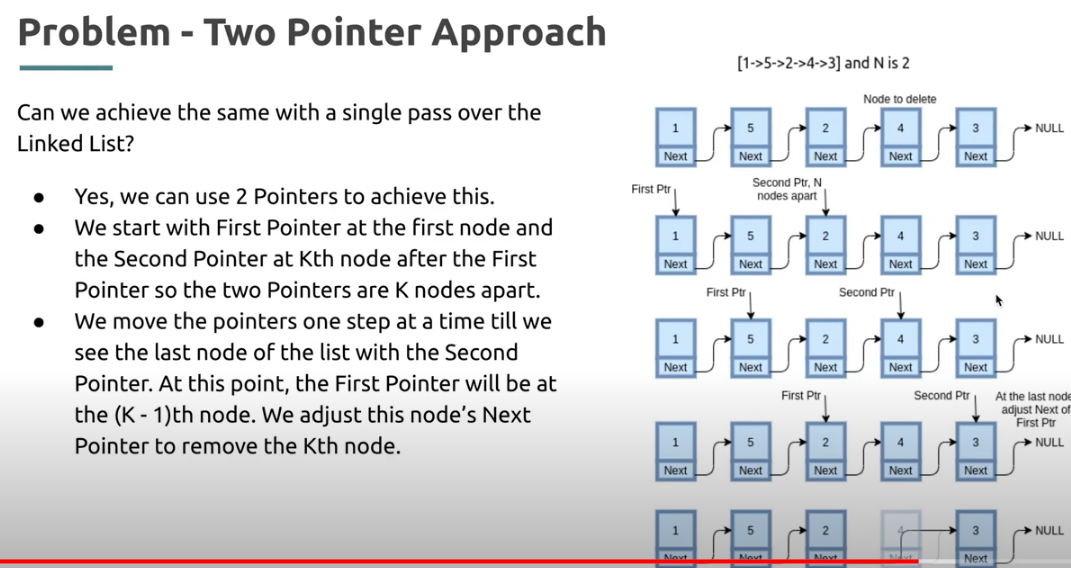 Problem - Two Pointer Approach
[1->5->2->4->3] and N is 2
Can we achieve the same with a single pass over the
Linked List?
● Yes, we can use 2 Pointers to achieve this.
● We start with First Pointer at the first node and
the Second Pointer at Kth node after the First
Pointer so the two Pointers are K nodes apart.
● We move the pointers one step at a time till we
see the last node of the list with the Second
Pointer. At this point, the First Pointer will be at
the (K - 1)th node. We adjust this node's Next
Pointer to remove the Kth node.
Node to delete
1 5 2 4 3 NULL
Next Next Next Next Next
First Ptr Second Ptr, N
nodes apart
1 5 2 4 3 NULL
Next Next Next Next Next
First Ptr Second Ptr
1 5 2 4 3 NULL
Next Next Next Next Next
First Ptr Second Ptr At the last node
adjust Next of
First Ptr
1 5 2 4 3 NULL
Next Next Next Next Next
1 5 2 4 3 NULL
Next Next Next Next Next